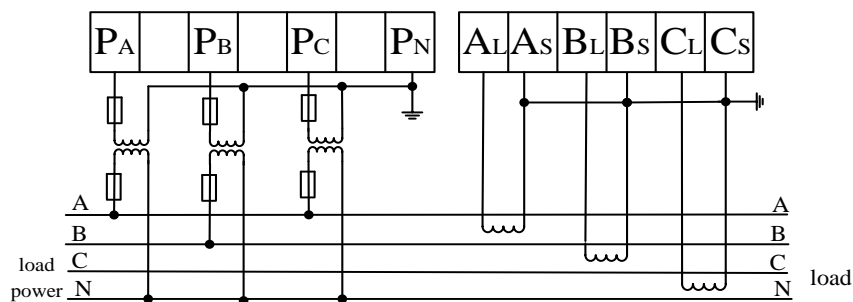 PA PB PC PN AL AS BL BS CL CS
A A
B B
load C C load
power N N